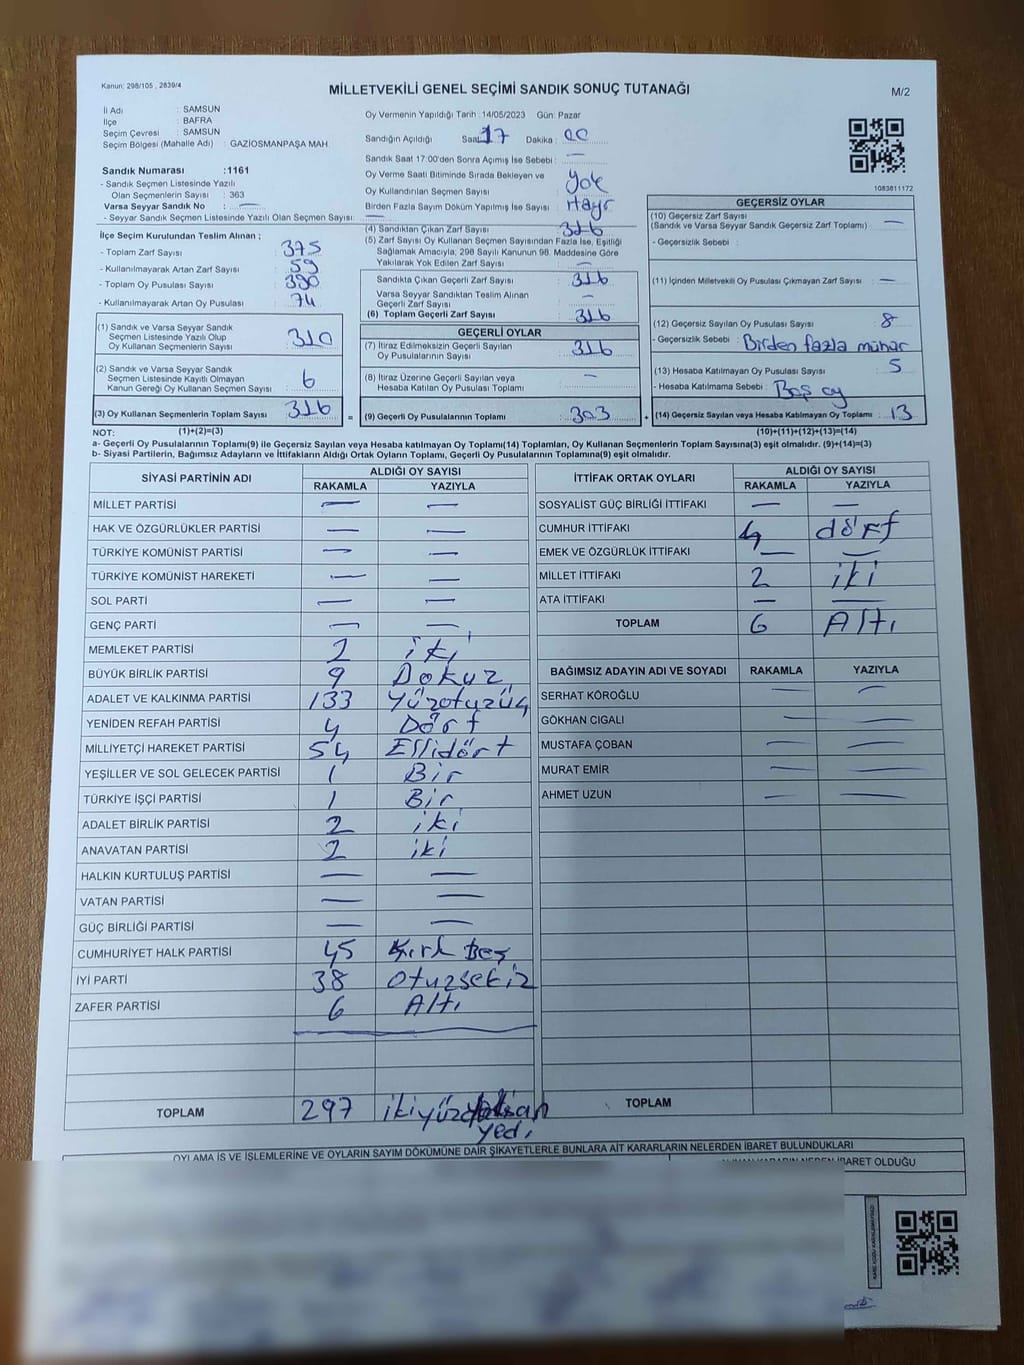 Kanun: 298/105 , 2839/4
MİLLETVEKİLİ GENEL SEÇİMİ SANDIK SONUÇ TUTANAĞI
M/2
İl Adı : SAMSUN
İlçe : BAFRA
Seçim Çevresi : SAMSUN
Seçim Bölgesi (Mahalle Adı) : GAZİOSMANPAŞA MAH.
Oy Vermenin Yapıldığı Tarih : 14/05/2023 Gün: Pazar
Sandığın Açıldığı Saat 17 Dakika : 00
Sandık Saat 17:00'den Sonra Açılmış İse Sebebi : —
Oy Verme Saati Bitiminde Sırada Bekleyen ve
Oy Kullandırılan Seçmen Sayısı : Yok
Birden Fazla Sayım Döküm Yapılmış İse Sayısı : Hayır
1083811172
Sandık Numarası :1161
- Sandık Seçmen Listesinde Yazılı
Olan Seçmenlerin Sayısı : 363
Varsa Seyyar Sandık No : —
- Seyyar Sandık Seçmen Listesinde Yazılı Olan Seçmen Sayısı: —
İlçe Seçim Kurulundan Teslim Alınan ;
- Toplam Zarf Sayısı : 375
- Kullanılmayarak Artan Zarf Sayısı : 59
- Toplam Oy Pusulası Sayısı : 390
- Kullanılmayarak Artan Oy Pusulası : 74
(1) Sandık ve Varsa Seyyar Sandık
Seçmen Listesinde Yazılı Olup
Oy Kullanan Seçmenlerin Sayısı : 310
(2) Sandık ve Varsa Seyyar Sandık
Seçmen Listesinde Kayıtlı Olmayan
Kanun Gereği Oy Kullanan Seçmen Sayısı : 6
(3) Oy Kullanan Seçmenlerin Toplam Sayısı : 316
(1)+(2)=(3)
(4) Sandıktan Çıkan Zarf Sayısı : 316
(5) Zarf Sayısı Oy Kullanan Seçmen Sayısından Fazla İse, Eşitliği
Sağlamak Amacıyla; 298 Sayılı Kanunun 98. Maddesine Göre
Yakılarak Yok Edilen Zarf Sayısı : —
Sandıkta Çıkan Geçerli Zarf Sayısı : 316
Varsa Seyyar Sandıktan Teslim Alınan
Geçerli Zarf Sayısı : —
(6) Toplam Geçerli Zarf Sayısı : 316
GEÇERLİ OYLAR
(7) İtiraz Edilmeksizin Geçerli Sayılan
Oy Pusulalarının Sayısı : 316
(8) İtiraz Üzerine Geçerli Sayılan veya
Hesaba Katılan Oy Pusulası Toplamı : —
= (9) Geçerli Oy Pusulalarının Toplamı : 303 +
GEÇERSİZ OYLAR
(10) Geçersiz Zarf Sayısı
(Sandık ve Varsa Seyyar Sandık Geçersiz Zarf Toplamı) : —
- Geçersizlik Sebebi :
(11) İçinden Milletvekili Oy Pusulası Çıkmayan Zarf Sayısı : —
(12) Geçersiz Sayılan Oy Pusulası Sayısı : 8
- Geçersizlik Sebebi : Birden fazla mühür
(13) Hesaba Katılmayan Oy Pusulası Sayısı : 5
- Hesaba Katılmama Sebebi : Boş oy
(14) Geçersiz Sayılan veya Hesaba Katılmayan Oy Toplamı : 13
(10)+(11)+(12)+(13)=(14)
NOT:
a- Geçerli Oy Pusulalarının Toplamı(9) ile Geçersiz Sayılan veya Hesaba katılmayan Oy Toplamı(14) Toplamları, Oy Kullanan Seçmenlerin Toplam Sayısına(3) eşit olmalıdır. (9)+(14)=(3)
b- Siyasi Partilerin, Bağımsız Adayların ve İttifakların Aldığı Ortak Oyların Toplamı, Geçerli Oy Pusulalarının Toplamına(9) eşit olmalıdır.
SİYASİ PARTİNİN ADI ALDIĞI OY SAYISI
RAKAMLA YAZIYLA
MİLLET PARTİSİ — —
HAK VE ÖZGÜRLÜKLER PARTİSİ — —
TÜRKİYE KOMÜNİST PARTİSİ — —
TÜRKİYE KOMÜNİST HAREKETİ — —
SOL PARTİ — —
GENÇ PARTİ — —
MEMLEKET PARTİSİ 2 iki
BÜYÜK BİRLİK PARTİSİ 9 Dokuz
ADALET VE KALKINMA PARTİSİ 133 Yüzotuzüç
YENİDEN REFAH PARTİSİ 4 Dört
MİLLİYETÇİ HAREKET PARTİSİ 54 Ellidört
YEŞİLLER VE SOL GELECEK PARTİSİ 1 Bir
TÜRKİYE İŞÇİ PARTİSİ 1 Bir
ADALET BİRLİK PARTİSİ 2 iki
ANAVATAN PARTİSİ 2 iki
HALKIN KURTULUŞ PARTİSİ — —
VATAN PARTİSİ — —
GÜÇ BİRLİĞİ PARTİSİ — —
CUMHURİYET HALK PARTİSİ 45 Kırk beş
İYİ PARTİ 38 Otuzsekiz
ZAFER PARTİSİ 6 Altı
TOPLAM 297 ikiyüzdoksan
yedi
İTTİFAK ORTAK OYLARI ALDIĞI OY SAYISI
RAKAMLA YAZIYLA
SOSYALIST GÜÇ BİRLİĞİ İTTİFAKI — —
CUMHUR İTTİFAKI 4 dört
EMEK VE ÖZGÜRLÜK İTTİFAKI — —
MİLLET İTTİFAKI 2 iki
ATA İTTİFAKI — —
TOPLAM 6 Altı
BAĞIMSIZ ADAYIN ADI VE SOYADI RAKAMLA YAZIYLA
SERHAT KÖROĞLU — —
GÖKHAN CIGALI — —
MUSTAFA ÇOBAN — —
MURAT EMİR — —
AHMET UZUN — —
TOPLAM
OYLAMA İŞ VE İŞLEMLERİNE VE OYLARIN SAYIM DÖKÜMÜNE DAİR ŞİKAYETLERLE BUNLARA AİT KARARLARIN NELERDEN İBARET BULUNDUKLARI
ALINAN KARARIN NEDEN İBARET OLDUĞU